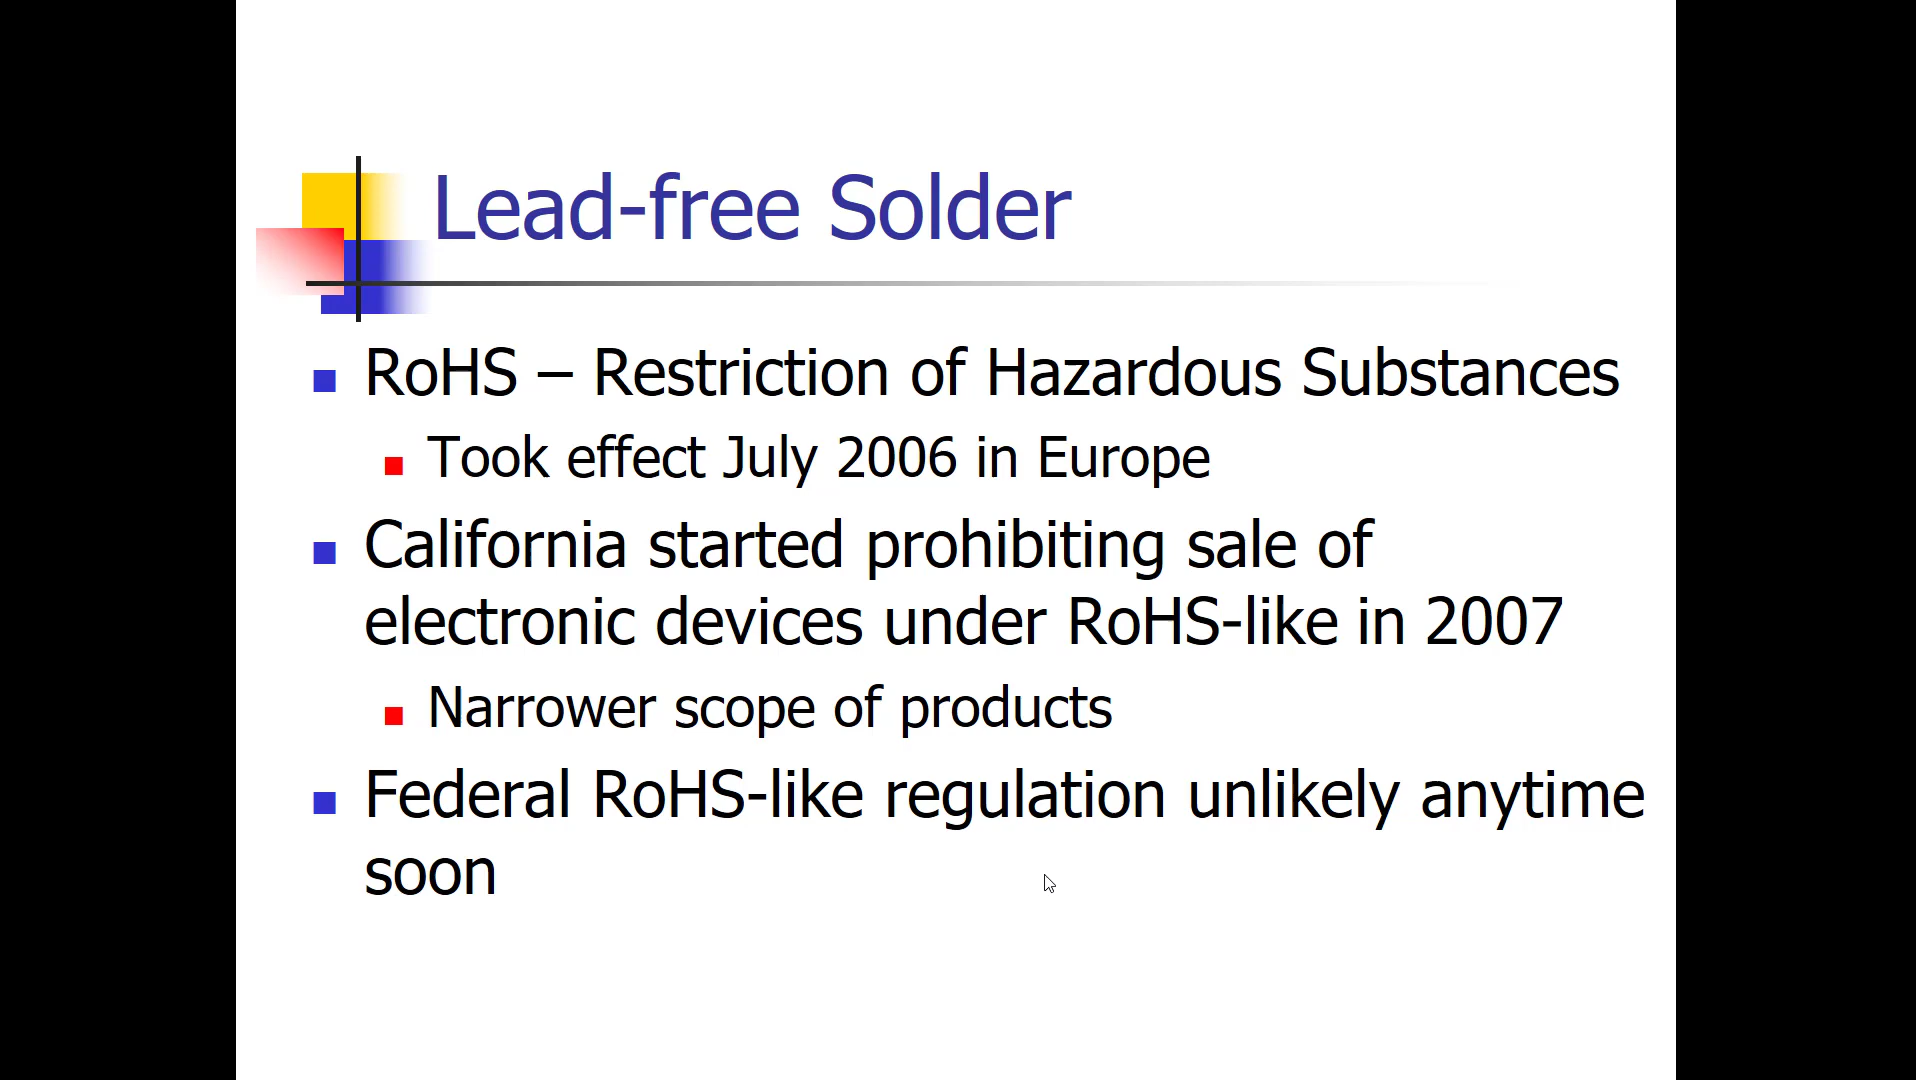 Lead-free Solder
RoHS – Restriction of Hazardous Substances
Took effect July 2006 in Europe
California started prohibiting sale of
electronic devices under RoHS-like in 2007
Narrower scope of products
Federal RoHS-like regulation unlikely anytime
soon